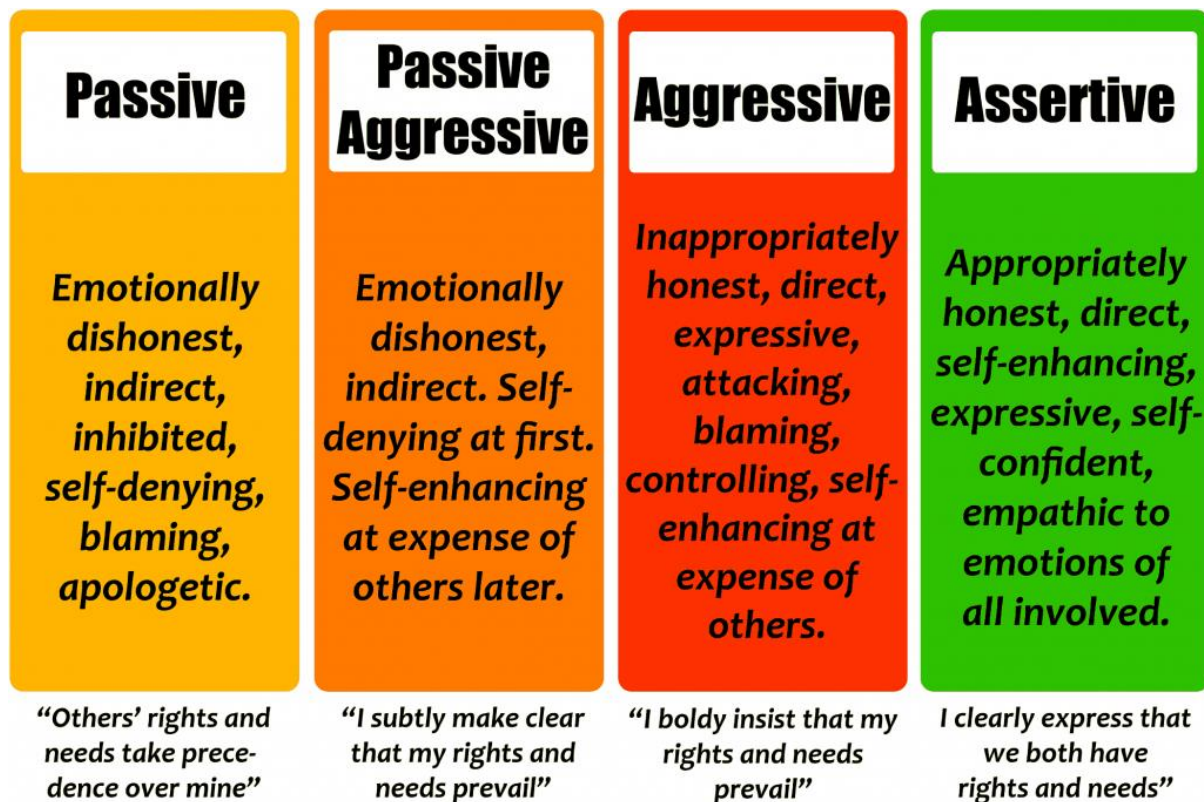 Passive
Emotionally
dishonest,
indirect,
inhibited,
self-denying,
blaming,
apologetic.
“Others’ rights and
needs take prece-
dence over mine”
Passive
Aggressive
Emotionally
dishonest,
indirect. Self-
denying at first.
Self-enhancing
at expense of
others later.
“I subtly make clear
that my rights and
needs prevail”
Aggressive
Inappropriately
honest, direct,
expressive,
attacking,
blaming,
controlling, self-
enhancing at
expense of
others.
“I boldy insist that my
rights and needs
prevail”
Assertive
Appropriately
honest, direct,
self-enhancing,
expressive, self-
confident,
empathic to
emotions of
all involved.
I clearly express that
we both have
rights and needs”